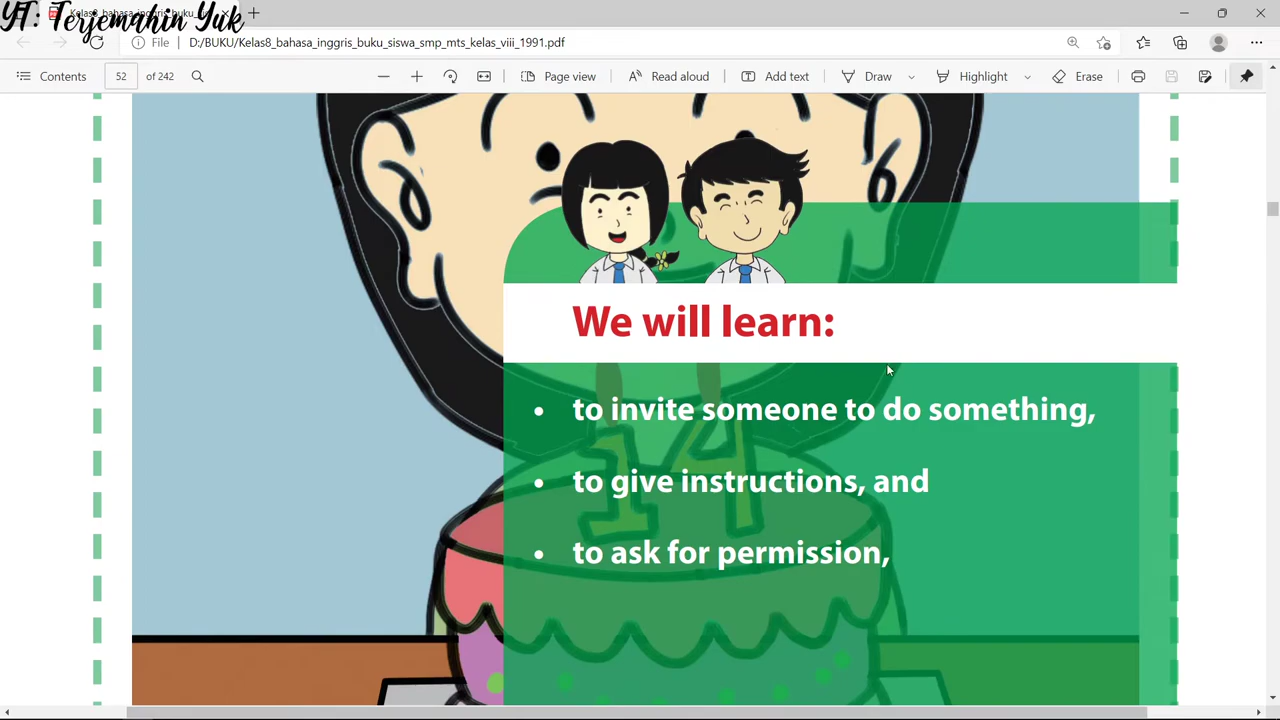 YT: Terjemahin Yuk
File D:/BUKU/Kelas8_bahasa_inggris_buku_siswa_smp_mts_kelas_viii_1991.pdf
Contents 52 of 242 Page view Read aloud Add text Draw Highlight Erase
We will learn:
• to invite someone to do something,
• to give instructions, and
• to ask for permission,
14